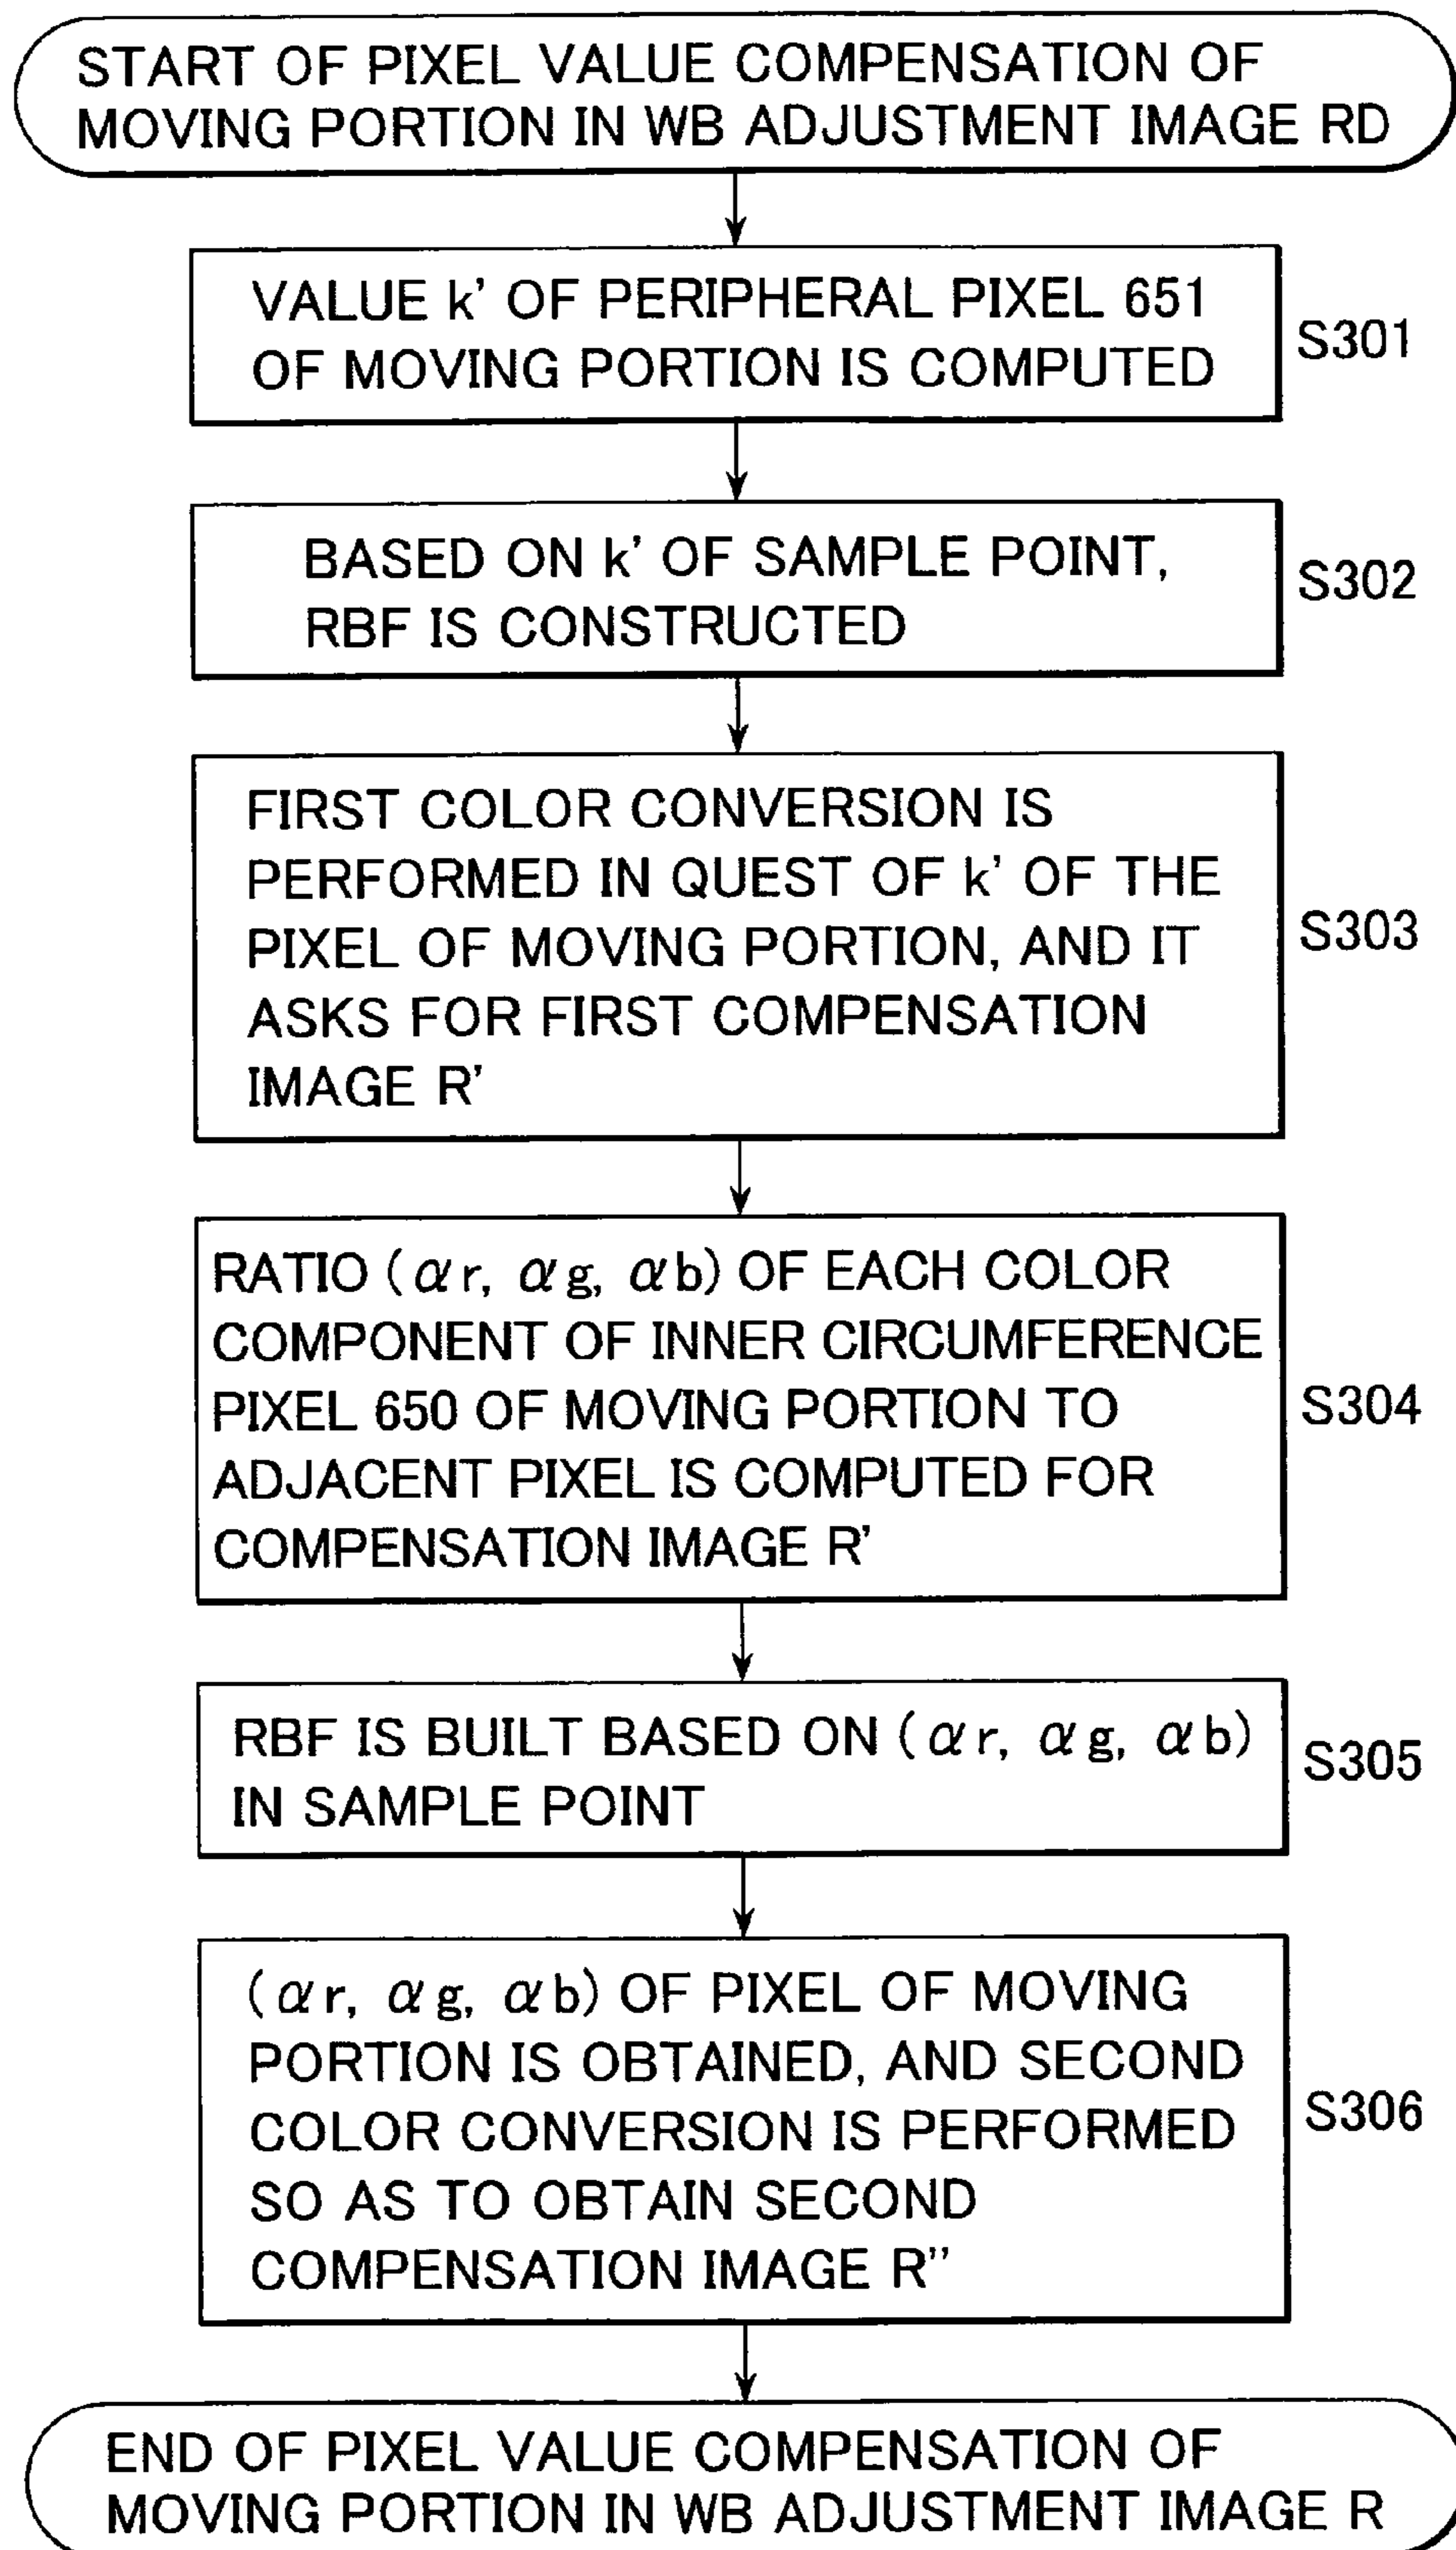 START OF PIXEL VALUE COMPENSATION OF
MOVING PORTION IN WB ADJUSTMENT IMAGE RD
VALUE k' OF PERIPHERAL PIXEL 651
OF MOVING PORTION IS COMPUTED
S301
BASED ON k' OF SAMPLE POINT,
RBF IS CONSTRUCTED
S302
FIRST COLOR CONVERSION IS
PERFORMED IN QUEST OF k' OF THE
PIXEL OF MOVING PORTION, AND IT
ASKS FOR FIRST COMPENSATION
IMAGE R'
S303
RATIO (αr, αg, αb) OF EACH COLOR
COMPONENT OF INNER CIRCUMFERENCE
PIXEL 650 OF MOVING PORTION TO
ADJACENT PIXEL IS COMPUTED FOR
COMPENSATION IMAGE R'
S304
RBF IS BUILT BASED ON (αr, αg, αb)
IN SAMPLE POINT
S305
(αr, αg, αb) OF PIXEL OF MOVING
PORTION IS OBTAINED, AND SECOND
COLOR CONVERSION IS PERFORMED
SO AS TO OBTAIN SECOND
COMPENSATION IMAGE R''
S306
END OF PIXEL VALUE COMPENSATION OF
MOVING PORTION IN WB ADJUSTMENT IMAGE R